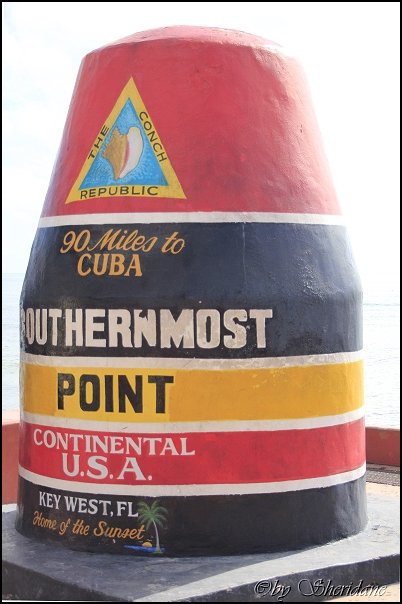 THE CONCH
REPUBLIC
90 Miles to
CUBA
OUTHERNMOST
POINT
CONTINENTAL
U.S.A.
KEY WEST, FL
Home of the Sunset
©by Sheridane